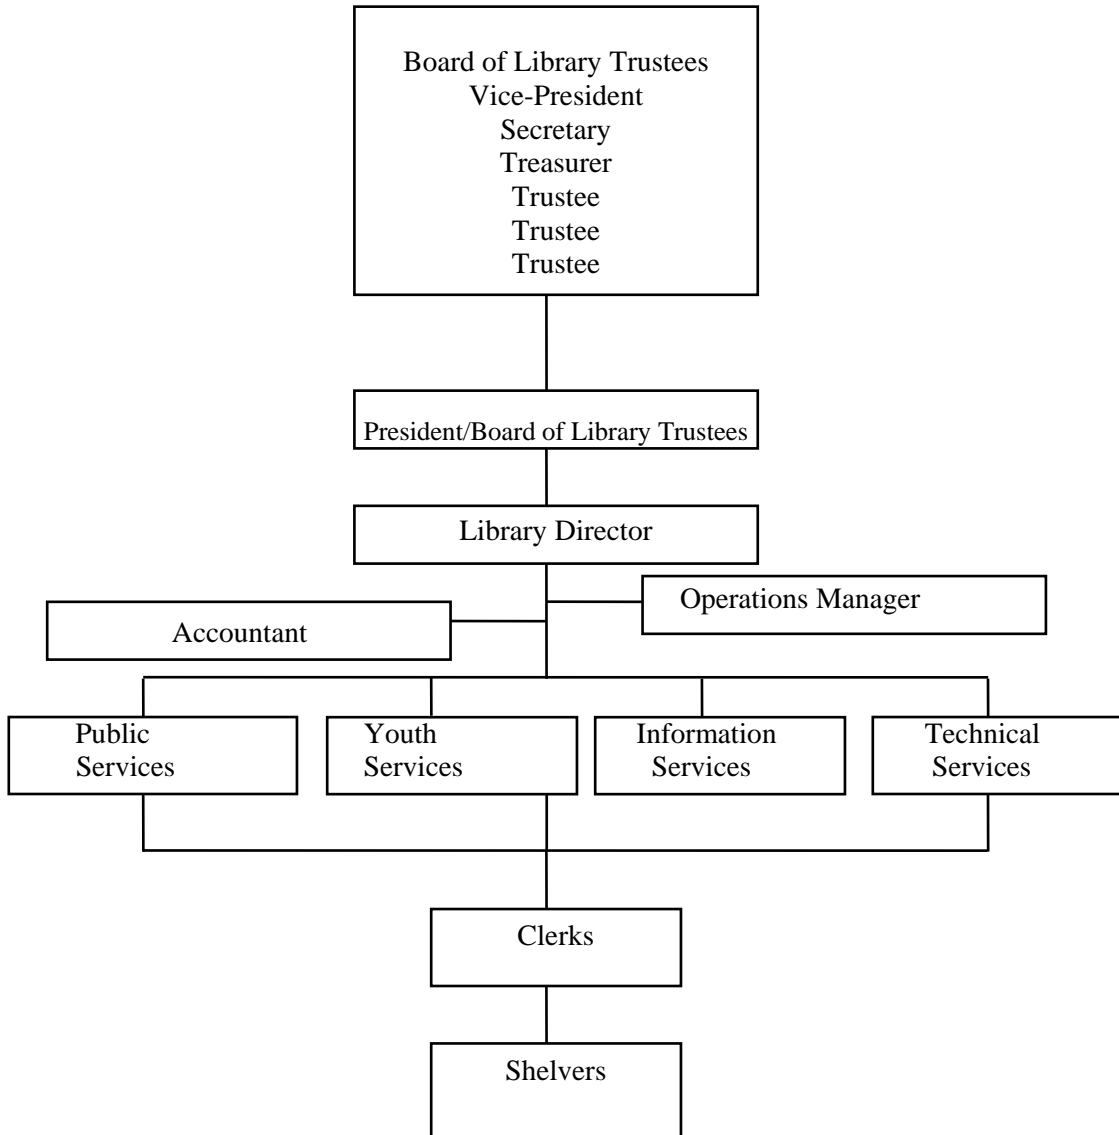 Board of Library Trustees
Vice-President
Secretary
Treasurer
Trustee
Trustee
Trustee
President/Board of Library Trustees
Library Director
Operations Manager
Accountant
Public
Services
Youth
Services
Information
Services
Technical
Services
Clerks
Shelvers